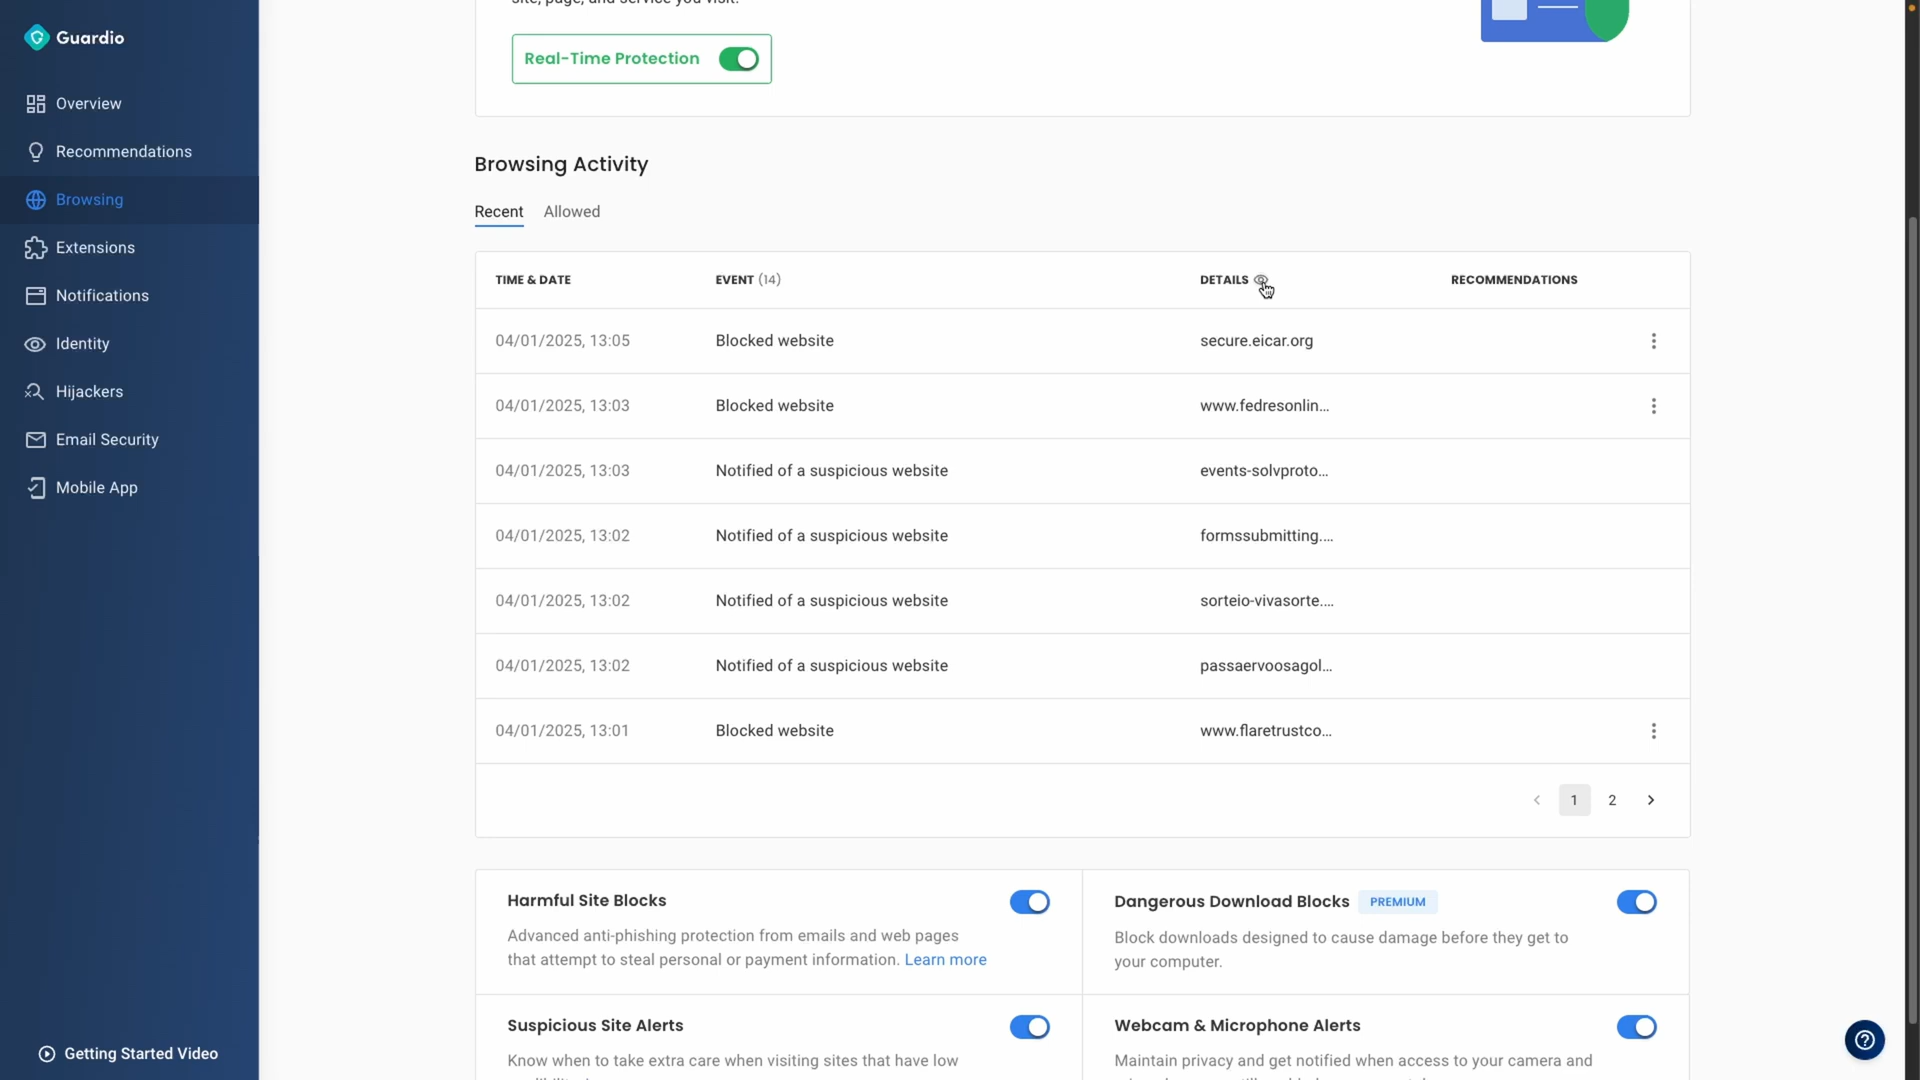 Guardio
Overview
Recommendations
Browsing
Extensions
Notifications
Identity
Hijackers
Email Security
Mobile App
Getting Started Video
site, page, and service you visit.
Real-Time Protection
Browsing Activity
Recent Allowed
TIME & DATE EVENT (14) DETAILS RECOMMENDATIONS
04/01/2025, 13:05 Blocked website secure.eicar.org
04/01/2025, 13:03 Blocked website www.fedresonlin...
04/01/2025, 13:03 Notified of a suspicious website events-solvproto...
04/01/2025, 13:02 Notified of a suspicious website formssubmitting....
04/01/2025, 13:02 Notified of a suspicious website sorteio-vivasorte....
04/01/2025, 13:02 Notified of a suspicious website passaervoosagol...
04/01/2025, 13:01 Blocked website www.flaretrustco...
1 2
Harmful Site Blocks
Advanced anti-phishing protection from emails and web pages
that attempt to steal personal or payment information. Learn more
Dangerous Download Blocks PREMIUM
Block downloads designed to cause damage before they get to
your computer.
Suspicious Site Alerts
Know when to take extra care when visiting sites that have low
Webcam & Microphone Alerts
Maintain privacy and get notified when access to your camera and